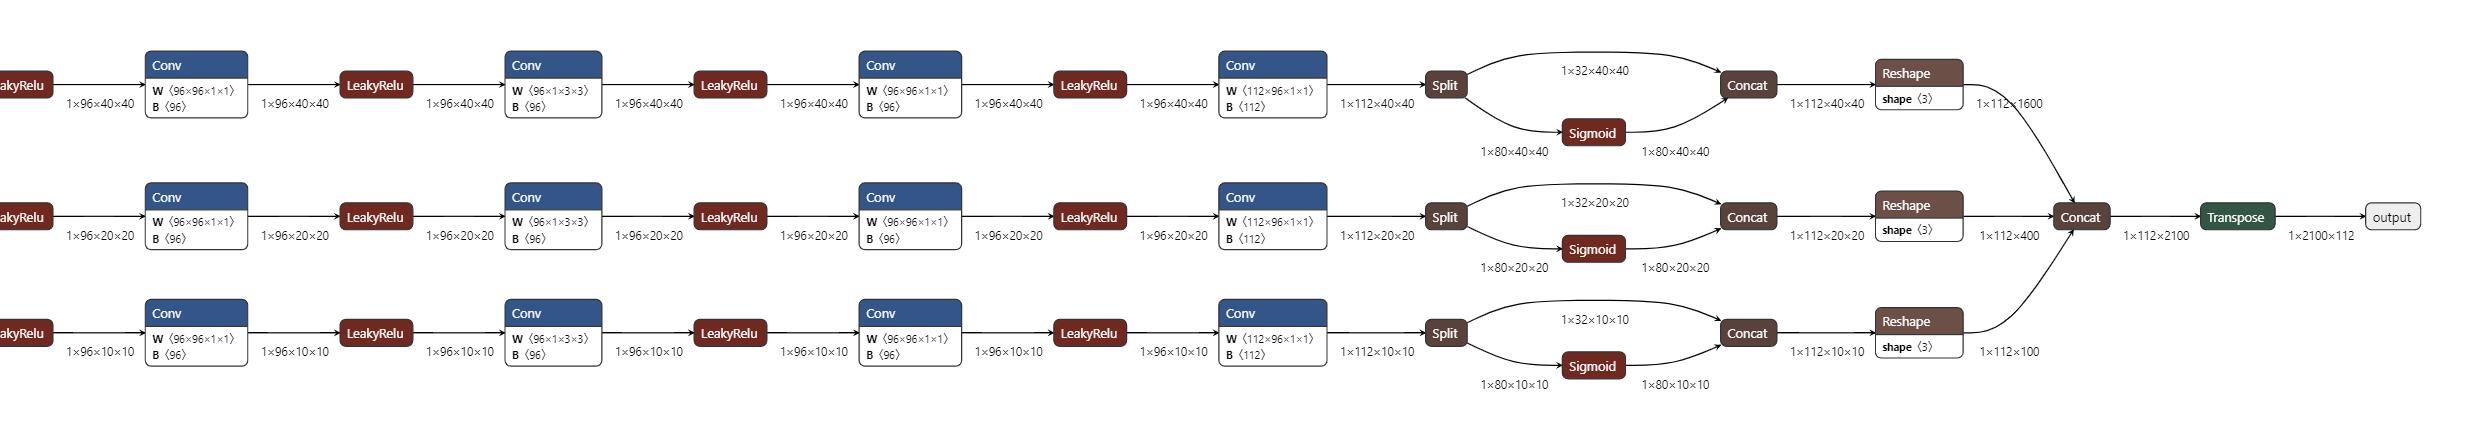 akyRelu
1×96×40×40
Conv
W ⟨96×96×1×1⟩
B ⟨96⟩
1×96×40×40
LeakyRelu
1×96×40×40
Conv
W ⟨96×1×3×3⟩
B ⟨96⟩
1×96×40×40
LeakyRelu
1×96×40×40
Conv
W ⟨96×96×1×1⟩
B ⟨96⟩
1×96×40×40
LeakyRelu
1×96×40×40
Conv
W ⟨112×96×1×1⟩
B ⟨112⟩
1×112×40×40
Split
1×32×40×40
1×80×40×40
Sigmoid
1×80×40×40
Concat
1×112×40×40
Reshape
shape ⟨3⟩
1×112×1600
akyRelu
1×96×20×20
Conv
W ⟨96×96×1×1⟩
B ⟨96⟩
1×96×20×20
LeakyRelu
1×96×20×20
Conv
W ⟨96×1×3×3⟩
B ⟨96⟩
1×96×20×20
LeakyRelu
1×96×20×20
Conv
W ⟨96×96×1×1⟩
B ⟨96⟩
1×96×20×20
LeakyRelu
1×96×20×20
Conv
W ⟨112×96×1×1⟩
B ⟨112⟩
1×112×20×20
Split
1×32×20×20
1×80×20×20
Sigmoid
1×80×20×20
Concat
1×112×20×20
Reshape
shape ⟨3⟩
1×112×400
akyRelu
1×96×10×10
Conv
W ⟨96×96×1×1⟩
B ⟨96⟩
1×96×10×10
LeakyRelu
1×96×10×10
Conv
W ⟨96×1×3×3⟩
B ⟨96⟩
1×96×10×10
LeakyRelu
1×96×10×10
Conv
W ⟨96×96×1×1⟩
B ⟨96⟩
1×96×10×10
LeakyRelu
1×96×10×10
Conv
W ⟨112×96×1×1⟩
B ⟨112⟩
1×112×10×10
Split
1×32×10×10
1×80×10×10
Sigmoid
1×80×10×10
Concat
1×112×10×10
Reshape
shape ⟨3⟩
1×112×100
Concat
1×112×2100
Transpose
1×2100×112
output